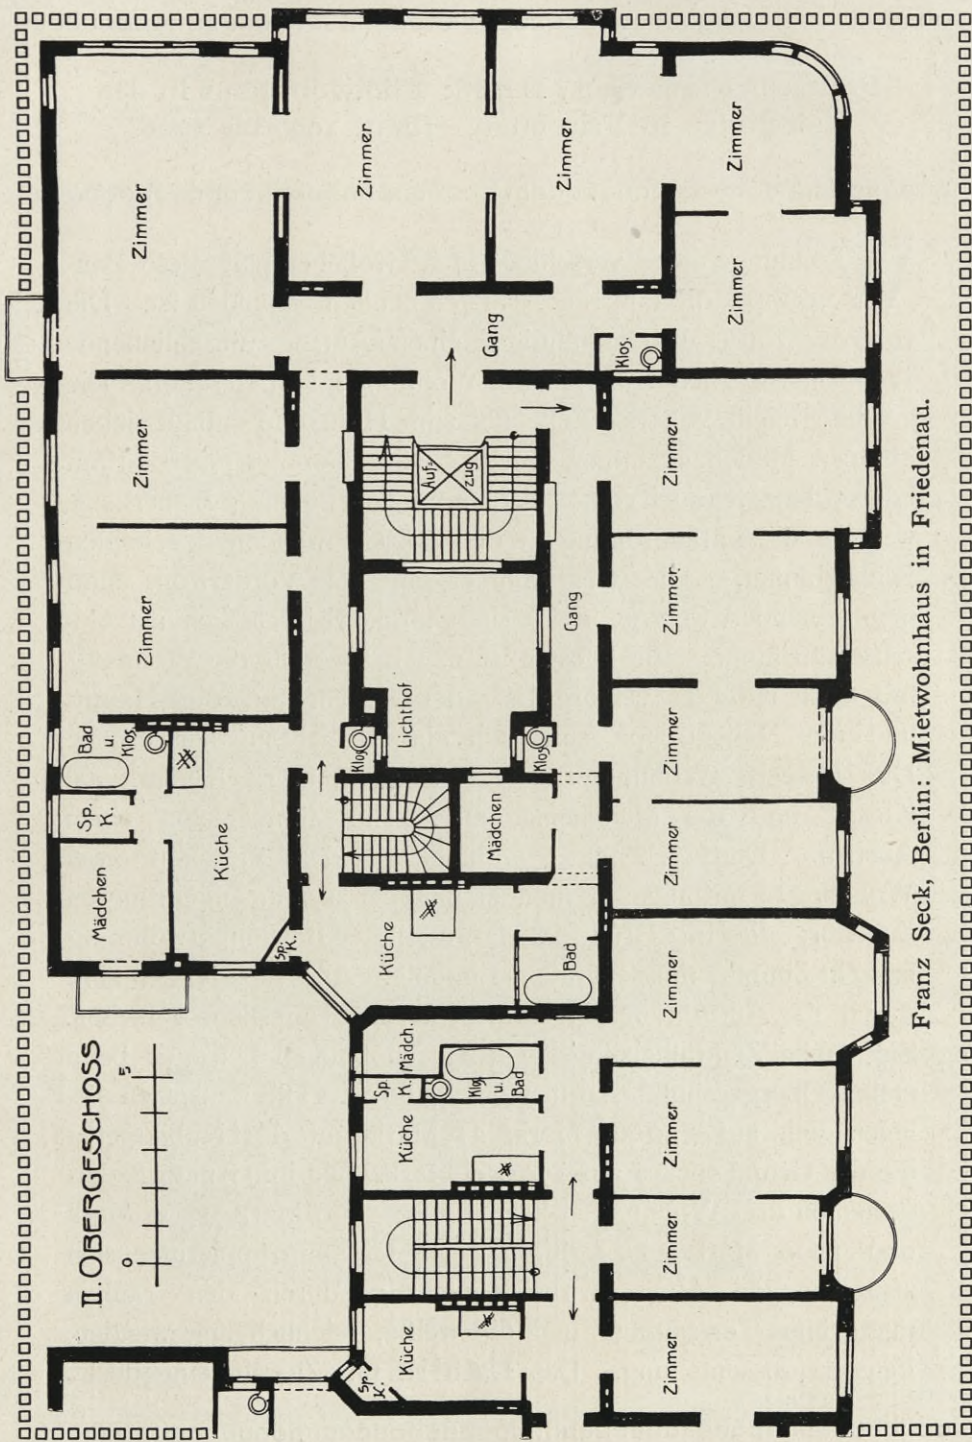 II. OBERGESCHOSS
0 5
Zimmer
Zimmer
Zimmer
Zimmer
Zimmer
Zimmer
Zimmer
Gang
Klos.
Auf-
zug
Bad
u.
Klos.
Sp.
K.
Mädchen
Küche
Sp.
K.
Lichthof
Klos.
Klos.
Mädchen
Gang
Zimmer
Zimmer
Zimmer
Zimmer
Küche
Bad
Mädch.
Sp.
K.
Klos.
u.
Bad
Küche
Zimmer
Zimmer
Zimmer
Zimmer
Küche
Sp.
K.
Franz Seck, Berlin: Mietwohnhaus in Friedenau.